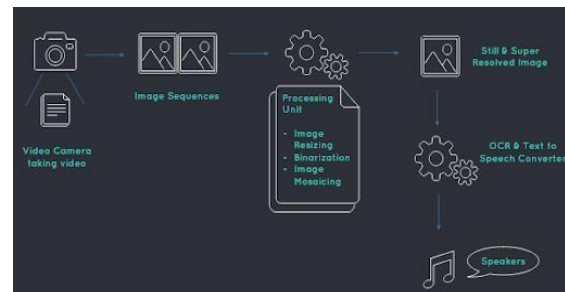 Still & Super
Resolved Image
Image Sequences
Processing
Unit
- Image
Resizing
- Binarization
- Image
Mosaicing
Video Camera
taking video
OCR & Text to
Speech Converter
Speakers